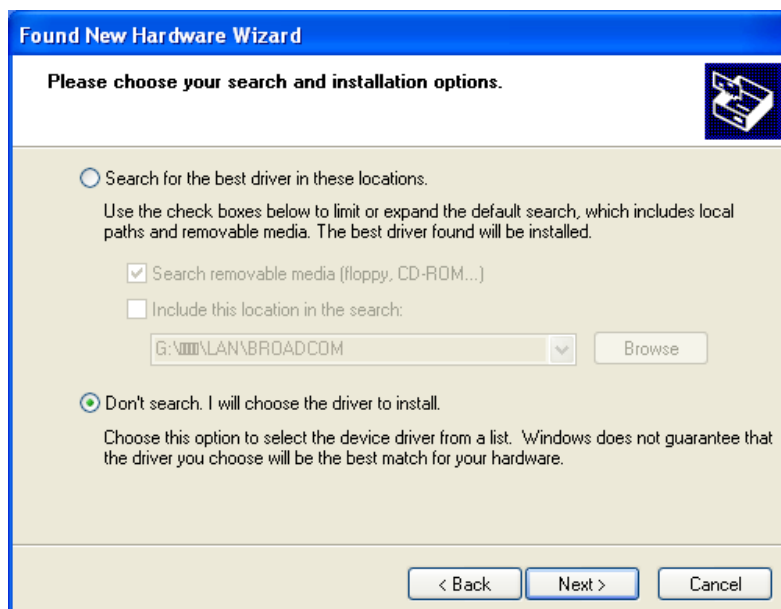 Found New Hardware Wizard
Please choose your search and installation options.
Search for the best driver in these locations.
Use the check boxes below to limit or expand the default search, which includes local
paths and removable media. The best driver found will be installed.
Search removable media (floppy, CD-ROM...)
Include this location in the search:
G:\\LAN\BROADCOM
Browse
Don't search. I will choose the driver to install.
Choose this option to select the device driver from a list. Windows does not guarantee that
the driver you choose will be the best match for your hardware.
< Back
Next >
Cancel